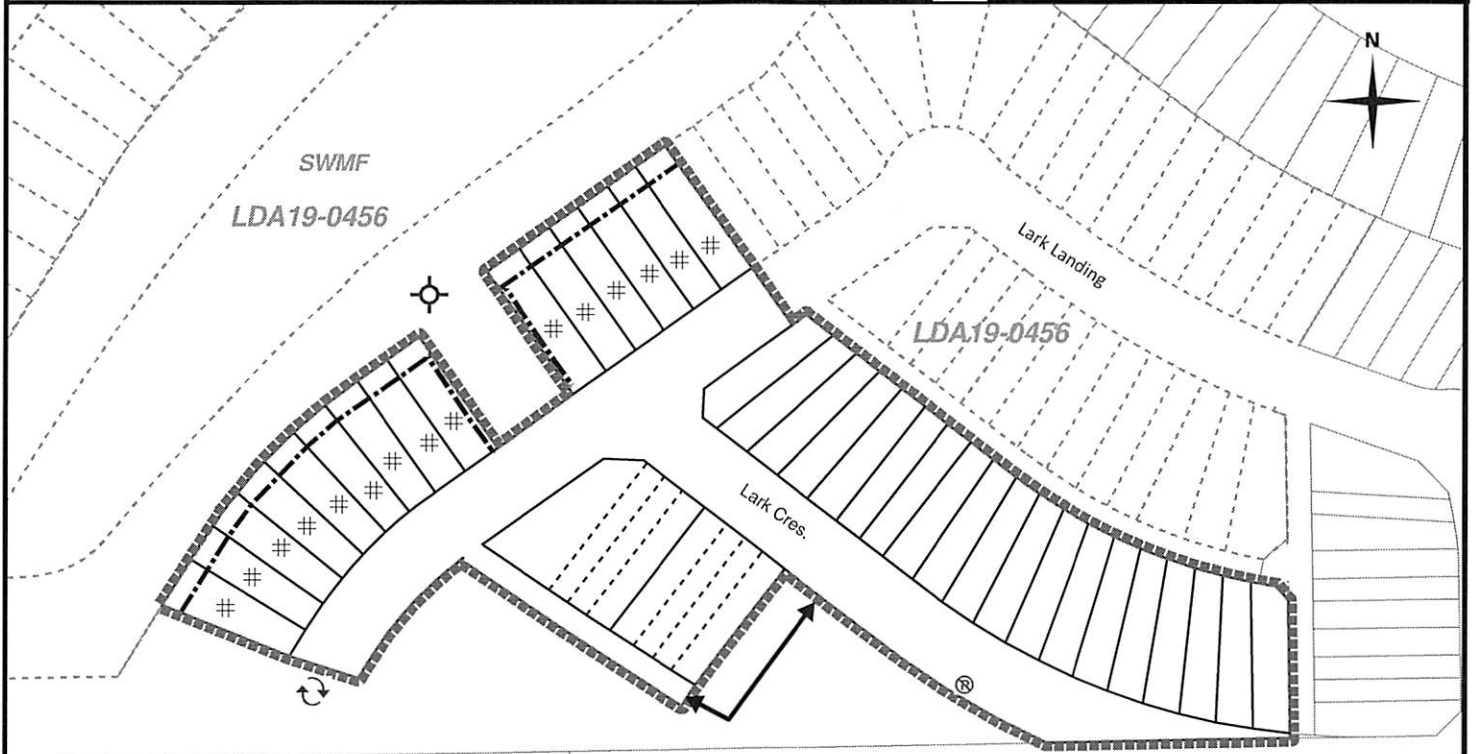 N
SWMF
LDA19-0456
Lark Landing
LDA19-0456
Lark Cres.
R